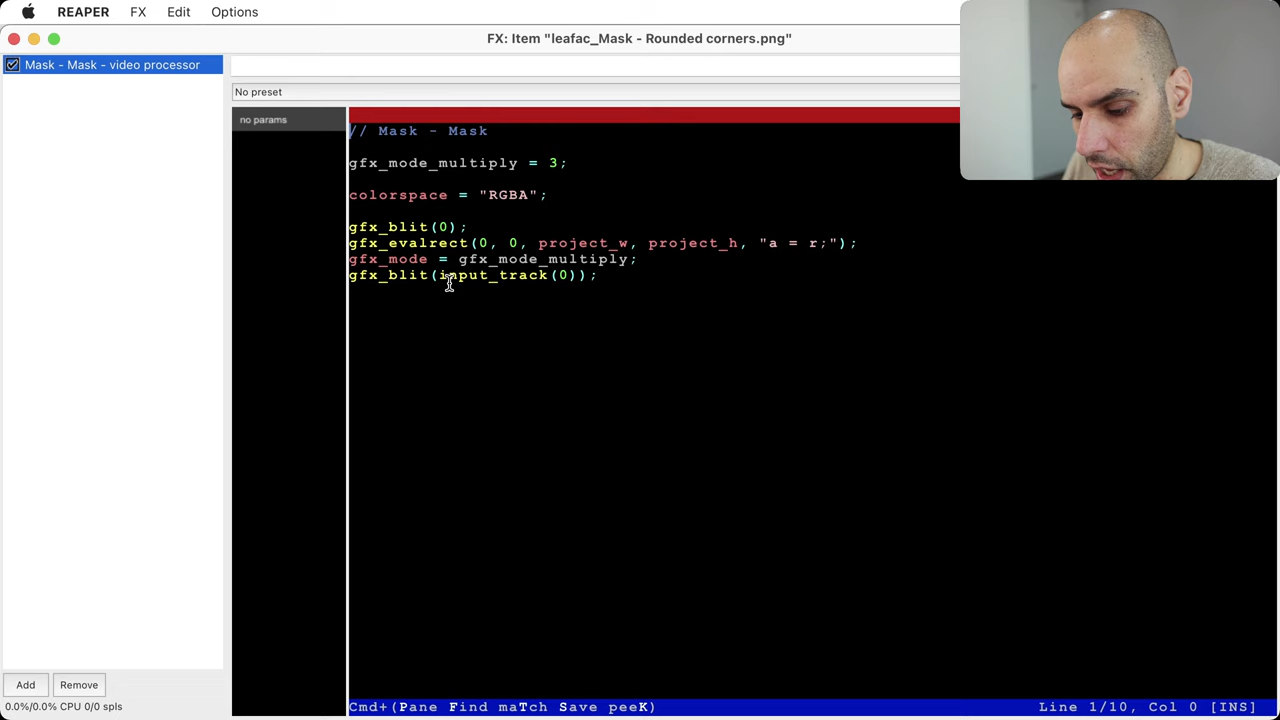 REAPER FX Edit Options
FX: Item "leafac_Mask - Rounded corners.png"
Mask - Mask - video processor
No preset
no params
// Mask - Mask
gfx_mode_multiply = 3;
colorspace = "RGBA";
gfx_blit(0);
gfx_evalrect(0, 0, project_w, project_h, "a = r;");
gfx_mode = gfx_mode_multiply;
gfx_blit(input_track(0));
Add Remove
0.0%/0.0% CPU 0/0 spls
Cmd+(Pane Find maTch Save peeK) Line 1/10, Col 0 [INS]